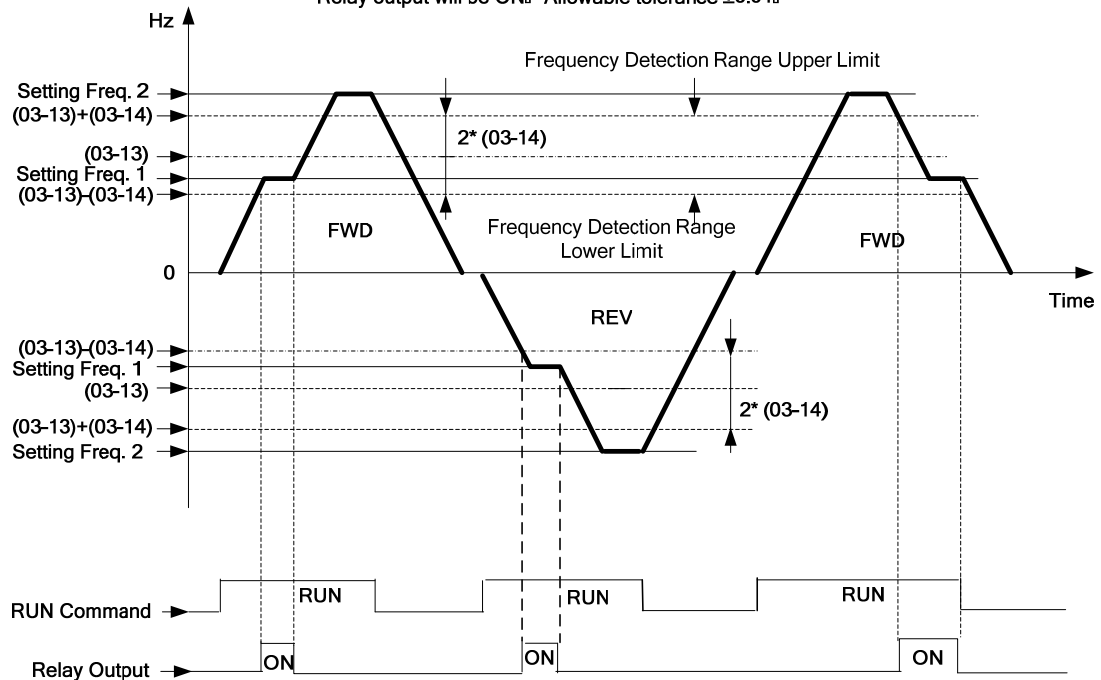 Hz
Frequency Detection Range Upper Limit
Setting Freq. 2
(03-13)+(03-14)
2* (03-14)
(03-13)
Setting Freq. 1
(03-13)-(03-14)
FWD
Frequency Detection Range
Lower Limit
FWD
0
Time
REV
(03-13)-(03-14)
Setting Freq. 1
(03-13)
2* (03-14)
(03-13)+(03-14)
Setting Freq. 2
RUN
RUN
RUN
RUN Command
ON
ON
ON
Relay Output